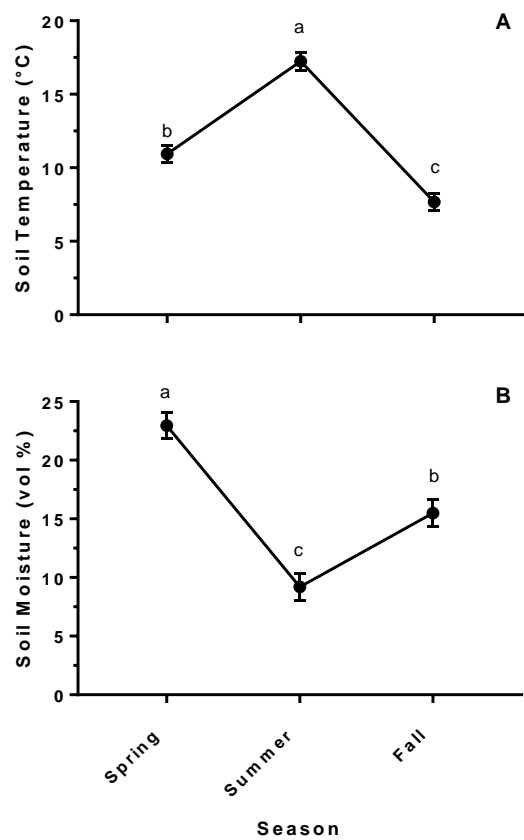 A
Soil Temperature (°C)
20
15
10
5
0
a
b
c
B
Soil Moisture (vol %)
25
20
15
10
5
0
a
b
c
Spring
Summer
Fall
Season